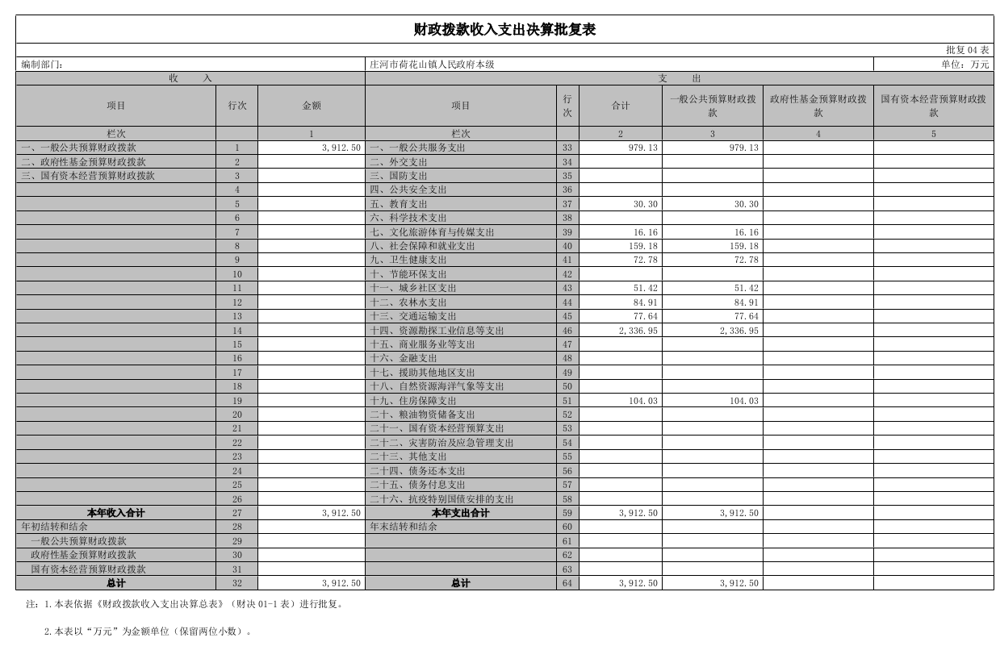 财政拨款收入支出决算批复表
批复 04 表
编制部门: 庄河市荷花山镇人民政府本级 单位: 万元
收 入 支 出
项目 行次 金额 项目 行次 合计 一般公共预算财政拨款 政府性基金预算财政拨款 国有资本经营预算财政拨款
栏次 1 栏次 2 3 4 5
一、一般公共预算财政拨款 1 3,912.50 一、一般公共服务支出 33 979.13 979.13
二、政府性基金预算财政拨款 2 二、外交支出 34
三、国有资本经营预算财政拨款 3 三、国防支出 35
4 四、公共安全支出 36
5 五、教育支出 37 30.30 30.30
6 六、科学技术支出 38
7 七、文化旅游体育与传媒支出 39 16.16 16.16
8 八、社会保障和就业支出 40 159.18 159.18
9 九、卫生健康支出 41 72.78 72.78
10 十、节能环保支出 42
11 十一、城乡社区支出 43 51.42 51.42
12 十二、农林水支出 44 84.91 84.91
13 十三、交通运输支出 45 77.64 77.64
14 十四、资源勘探工业信息等支出 46 2,336.95 2,336.95
15 十五、商业服务业等支出 47
16 十六、金融支出 48
17 十七、援助其他地区支出 49
18 十八、自然资源海洋气象等支出 50
19 十九、住房保障支出 51 104.03 104.03
20 二十、粮油物资储备支出 52
21 二十一、国有资本经营预算支出 53
22 二十二、灾害防治及应急管理支出 54
23 二十三、其他支出 55
24 二十四、债务还本支出 56
25 二十五、债务付息支出 57
26 二十六、抗疫特别国债安排的支出 58
本年收入合计 27 3,912.50 本年支出合计 59 3,912.50 3,912.50
年初结转和结余 28 年末结转和结余 60
一般公共预算财政拨款 29 61
政府性基金预算财政拨款 30 62
国有资本经营预算财政拨款 31 63
总计 32 3,912.50 总计 64 3,912.50 3,912.50
注: 1.本表依据《财政拨款收入支出决算总表》（财决 01-1 表）进行批复。
2.本表以“万元”为金额单位（保留两位小数）。